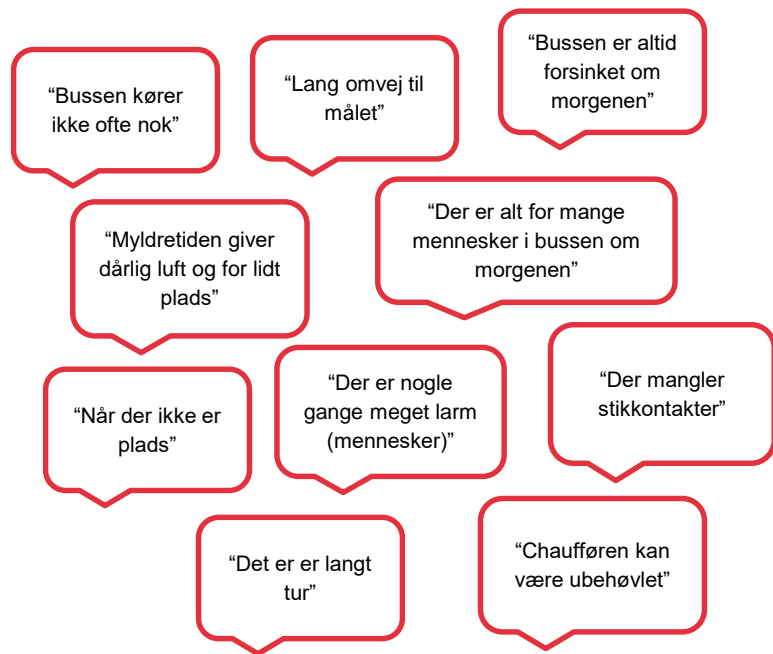 “Bussen kører
ikke ofte nok”
“Lang omvej til
målet”
“Bussen er altid
forsinket om
morgenen”
“Myldretiden giver
dårlig luft og for lidt
plads”
“Der er alt for mange
mennesker i bussen om
morgenen”
“Når der ikke er
plads”
“Der er nogle
gange meget larm
(mennesker)”
“Der mangler
stikkontakter”
“Det er er langt
tur”
“Chaufføren kan
være ubehøvlet”